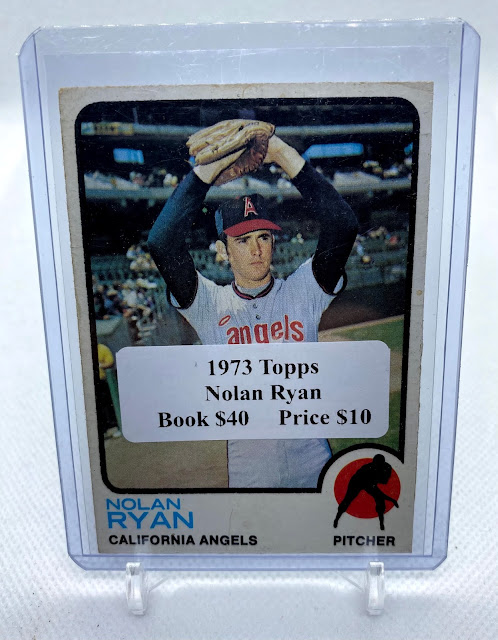 A
angels
1973 Topps
Nolan Ryan
Book $40 Price $10
NOLAN
RYAN
CALIFORNIA ANGELS
PITCHER